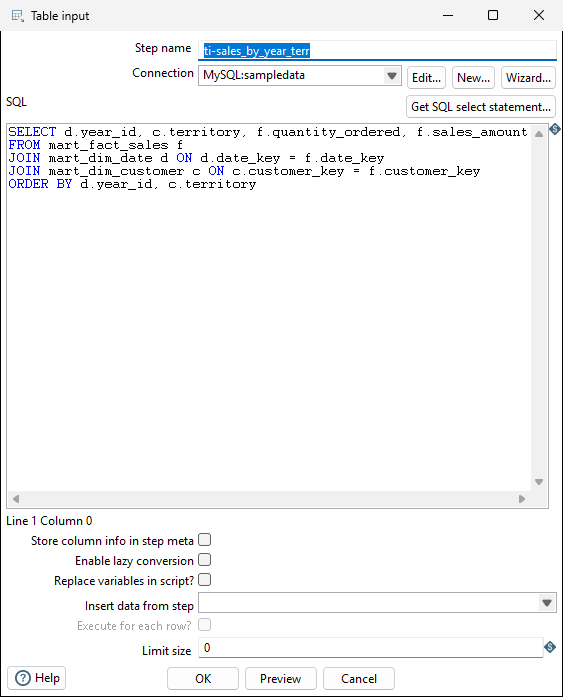 Table input
Step name ti-sales_by_year_terr
Connection MySQL:sampledata Edit... New... Wizard...
SQL Get SQL select statement...
SELECT d.year_id, c.territory, f.quantity_ordered, f.sales_amount
FROM mart_fact_sales f
JOIN mart_dim_date d ON d.date_key = f.date_key
JOIN mart_dim_customer c ON c.customer_key = f.customer_key
ORDER BY d.year_id, c.territory
Line 1 Column 0
Store column info in step meta
Enable lazy conversion
Replace variables in script?
Insert data from step
Execute for each row?
Limit size 0
Help OK Preview Cancel